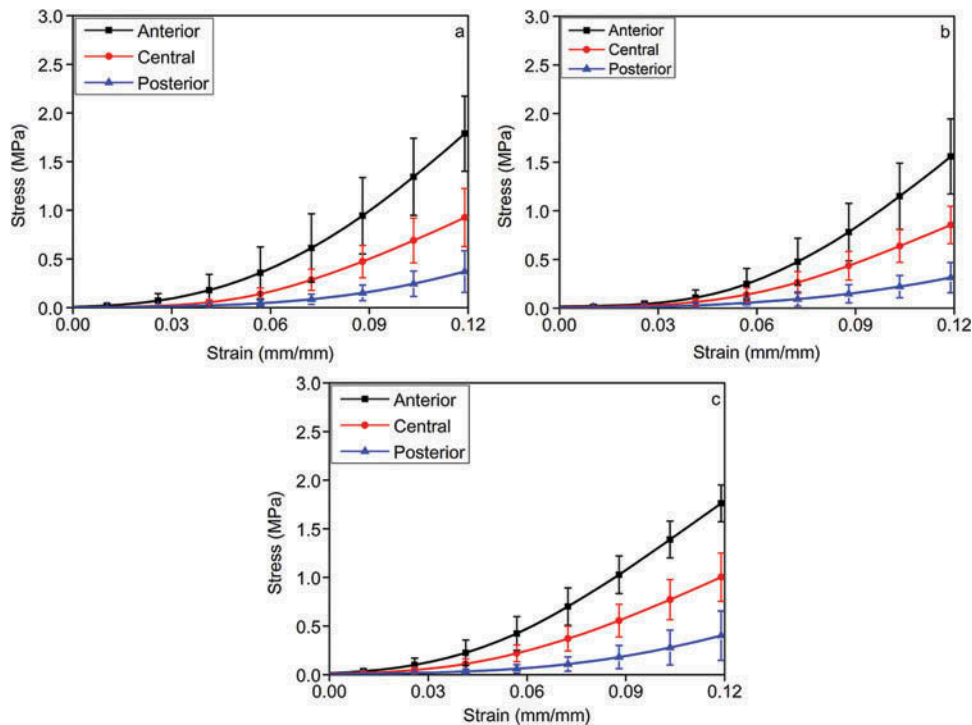 3.0
2.5
2.0
1.5
1.0
0.5
0.0
Stress (MPa)
Anterior
Central
Posterior
a
0.00 0.03 0.06 0.09 0.12
Strain (mm/mm)
3.0
2.5
2.0
1.5
1.0
0.5
0.0
Stress (MPa)
Anterior
Central
Posterior
b
0.00 0.03 0.06 0.09 0.12
Strain (mm/mm)
3.0
2.5
2.0
1.5
1.0
0.5
0.0
Stress (MPa)
Anterior
Central
Posterior
c
0.00 0.03 0.06 0.09 0.12
Strain (mm/mm)